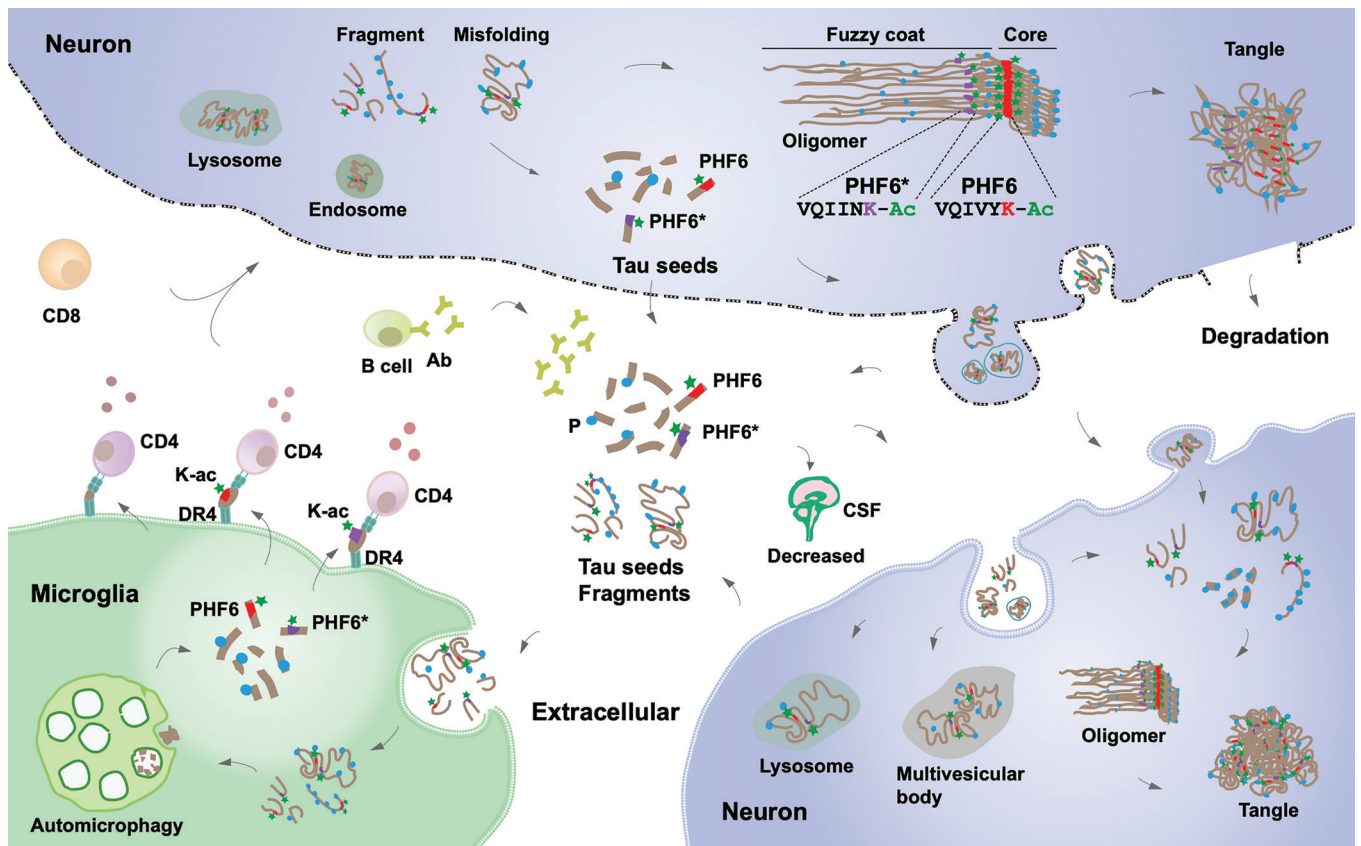 Neuron
Fragment
Misfolding
Fuzzy coat
Core
Tangle
Lysosome
Endosome
Oligomer
PHF6
PHF6*
Tau seeds
PHF6*
PHF6
VQIINK-Ac
VQIVYK-Ac
CD8
B cell
Ab
Degradation
PHF6
P
PHF6*
CD4
CD4
CD4
K-ac
DR4
K-ac
DR4
CSF
Decreased
Tau seeds
Fragments
Microglia
PHF6
PHF6*
Extracellular
Automicrophagy
Lysosome
Multivesicular
body
Oligomer
Tangle
Neuron